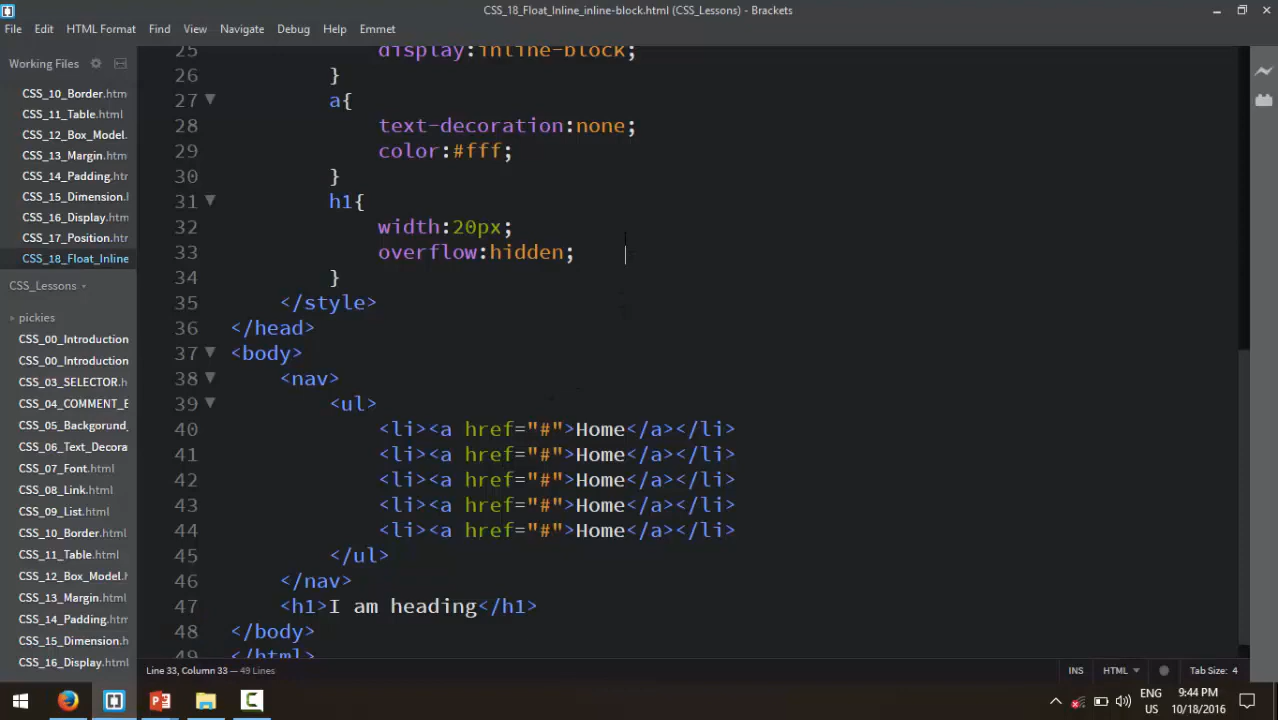 CSS_18_Float_Inline_inline-block.html (CSS_Lessons) - Brackets
File Edit HTML Format Find View Navigate Debug Help Emmet
Working Files
CSS_10_Border.htm
CSS_11_Table.html
CSS_12_Box_Model.
CSS_13_Margin.htm
CSS_14_Padding.htm
CSS_15_Dimension.h
CSS_16_Display.html
CSS_17_Position.htm
CSS_18_Float_Inline
CSS_Lessons
pickies
CSS_00_Introduction
CSS_00_Introduction
CSS_03_SELECTOR.h
CSS_04_COMMENT_E
CSS_05_Backgorund_
CSS_06_Text_Decora
CSS_07_Font.html
CSS_08_Link.html
CSS_09_List.html
CSS_10_Border.html
CSS_11_Table.html
CSS_12_Box_Model.h
CSS_13_Margin.html
CSS_14_Padding.html
CSS_15_Dimension.h
CSS_16_Display.html
25 display:inline-block;
26 }
27 a{
28 text-decoration:none;
29 color:#fff;
30 }
31 h1{
32 width:20px;
33 overflow:hidden;
34 }
35 </style>
36 </head>
37 <body>
38 <nav>
39 <ul>
40 <li><a href="#">Home</a></li>
41 <li><a href="#">Home</a></li>
42 <li><a href="#">Home</a></li>
43 <li><a href="#">Home</a></li>
44 <li><a href="#">Home</a></li>
45 </ul>
46 </nav>
47 <h1>I am heading</h1>
48 </body>
</html>
Line 33, Column 33 — 49 Lines
INS HTML Tab Size: 4
ENG 9:44 PM
US 10/18/2016